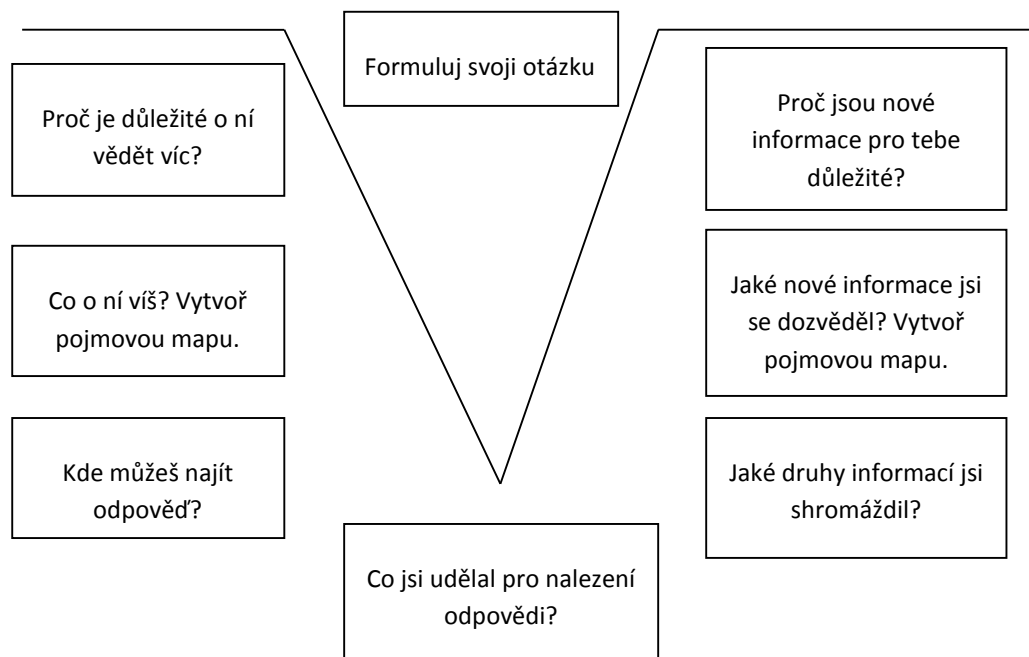 Formuluj svoji otázku
Proč je důležité o ní
vědět víc?
Co o ní víš? Vytvoř
pojmovou mapu.
Kde můžeš najít
odpověď?
Co jsi udělal pro nalezení
odpovědi?
Jaké druhy informací jsi
shromáždil?
Jaké nové informace jsi
se dozvěděl? Vytvoř
pojmovou mapu.
Proč jsou nové
informace pro tebe
důležité?